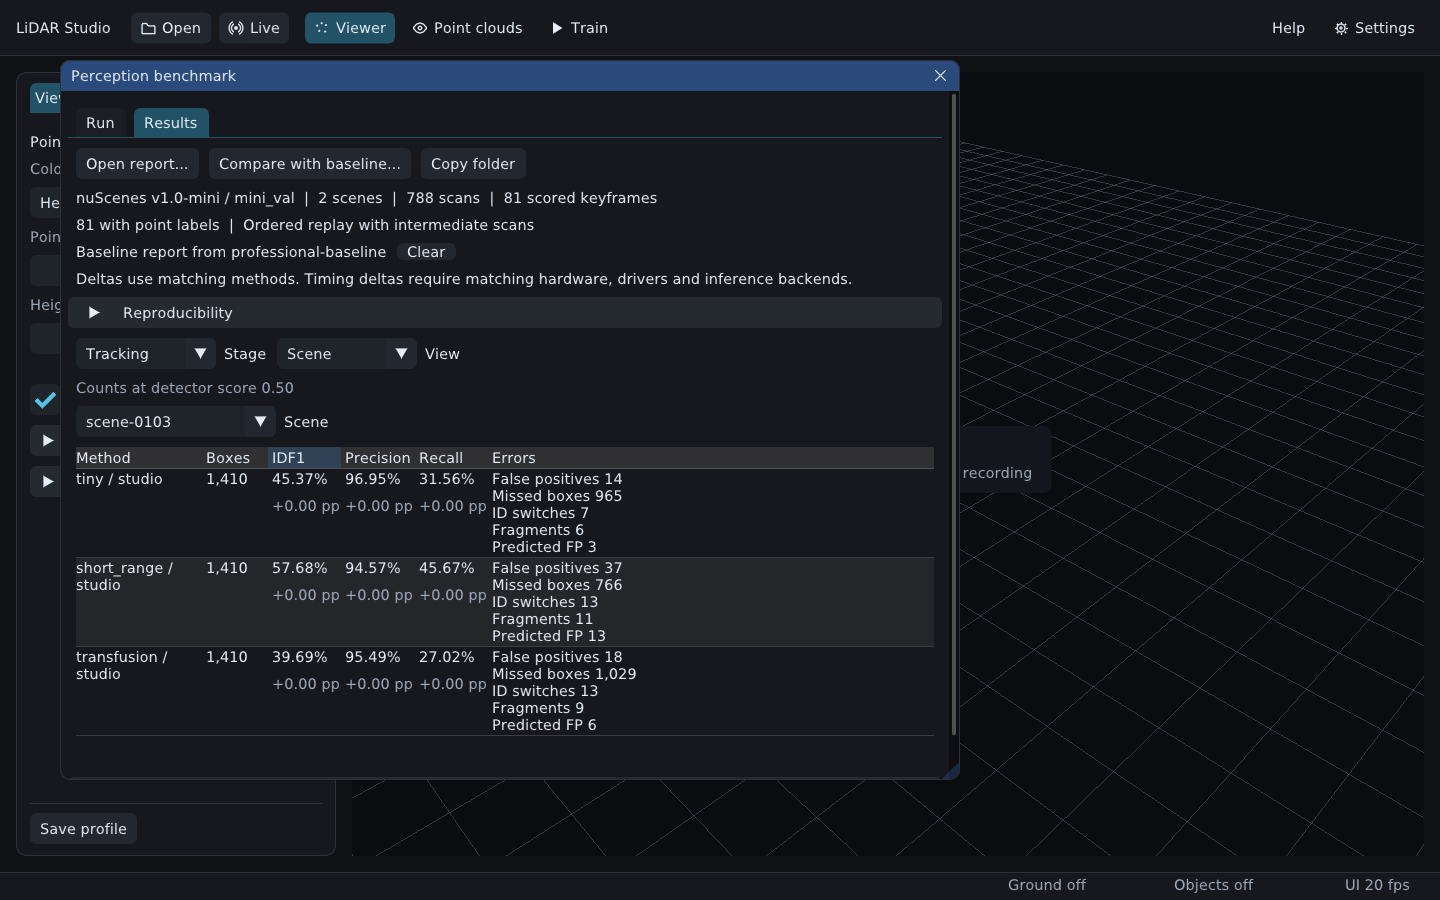 LiDAR Studio Open Live Viewer Point clouds Train Help Settings
Perception benchmark
Run Results
Open report... Compare with baseline... Copy folder
nuScenes v1.0-mini / mini_val | 2 scenes | 788 scans | 81 scored keyframes
81 with point labels | Ordered replay with intermediate scans
Baseline report from professional-baseline Clear
Deltas use matching methods. Timing deltas require matching hardware, drivers and inference backends.
Reproducibility
Tracking Stage Scene View
Counts at detector score 0.50
scene-0103 Scene
Method Boxes IDF1 Precision Recall Errors
tiny / studio 1,410 45.37% 96.95% 31.56% False positives 14
Missed boxes 965
+0.00 pp +0.00 pp +0.00 pp ID switches 7
Fragments 6
Predicted FP 3
short_range / 1,410 57.68% 94.57% 45.67% False positives 37
studio Missed boxes 766
+0.00 pp +0.00 pp +0.00 pp ID switches 13
Fragments 11
Predicted FP 13
transfusion / 1,410 39.69% 95.49% 27.02% False positives 18
studio Missed boxes 1,029
+0.00 pp +0.00 pp +0.00 pp ID switches 13
Fragments 9
Predicted FP 6
recording
Save profile
Ground off Objects off UI 20 fps